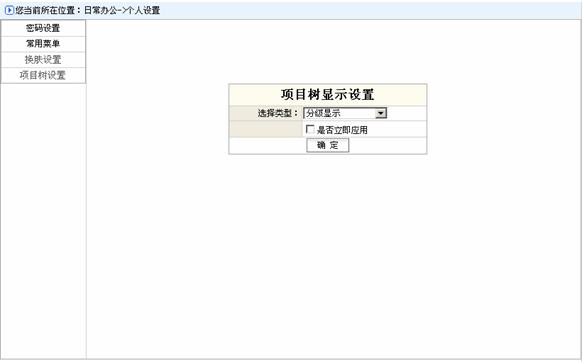 您当前所在位置：日常办公->个人设置
密码设置
常用菜单
换肤设置
项目树设置
项目树显示设置
选择类型：分级显示
是否立即应用
确 定